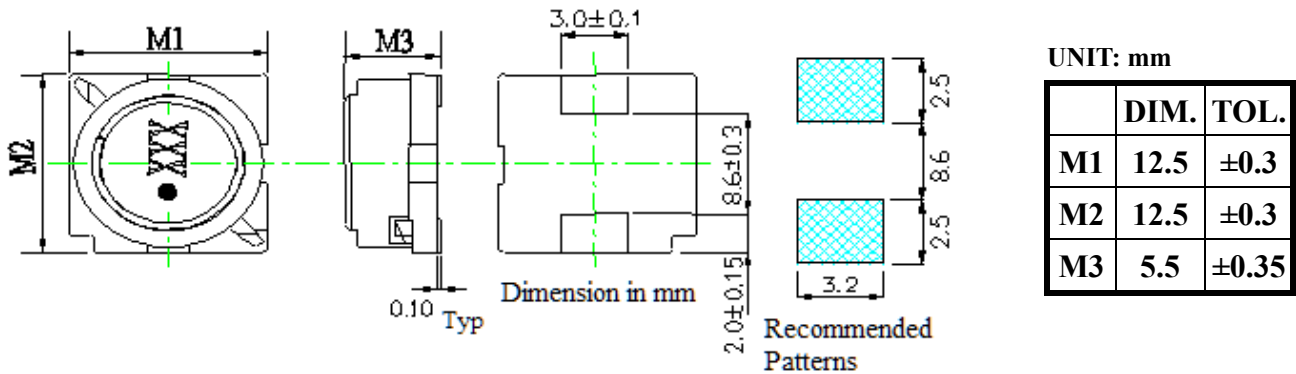 M1
M2
XXX
M3
0.10 Typ
3.0±0.1
8.6±0.3
2.0±0.15
Dimension in mm
2.5
8.6
2.5
3.2
Recommended
Patterns
UNIT: mm
DIM. TOL.
M1 12.5 ±0.3
M2 12.5 ±0.3
M3 5.5 ±0.35